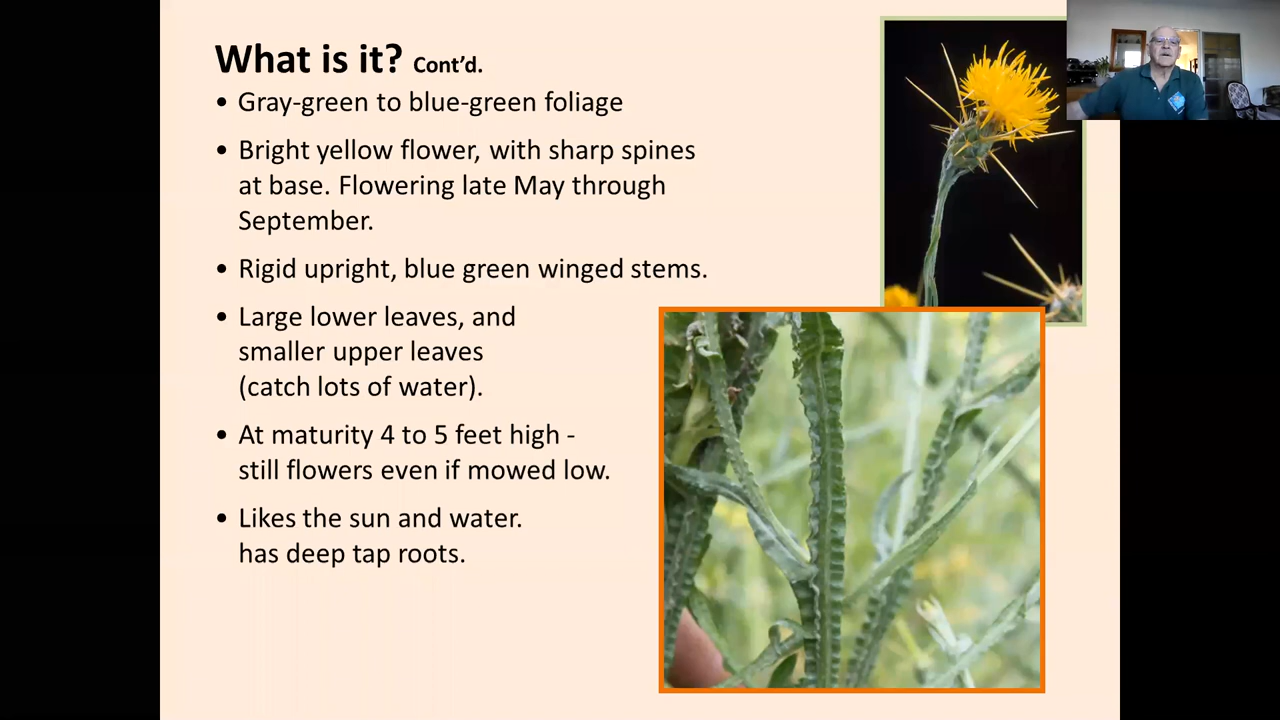 What is it? Cont’d.
• Gray-green to blue-green foliage
• Bright yellow flower, with sharp spines
at base. Flowering late May through
September.
• Rigid upright, blue green winged stems.
• Large lower leaves, and
smaller upper leaves
(catch lots of water).
• At maturity 4 to 5 feet high -
still flowers even if mowed low.
• Likes the sun and water.
has deep tap roots.